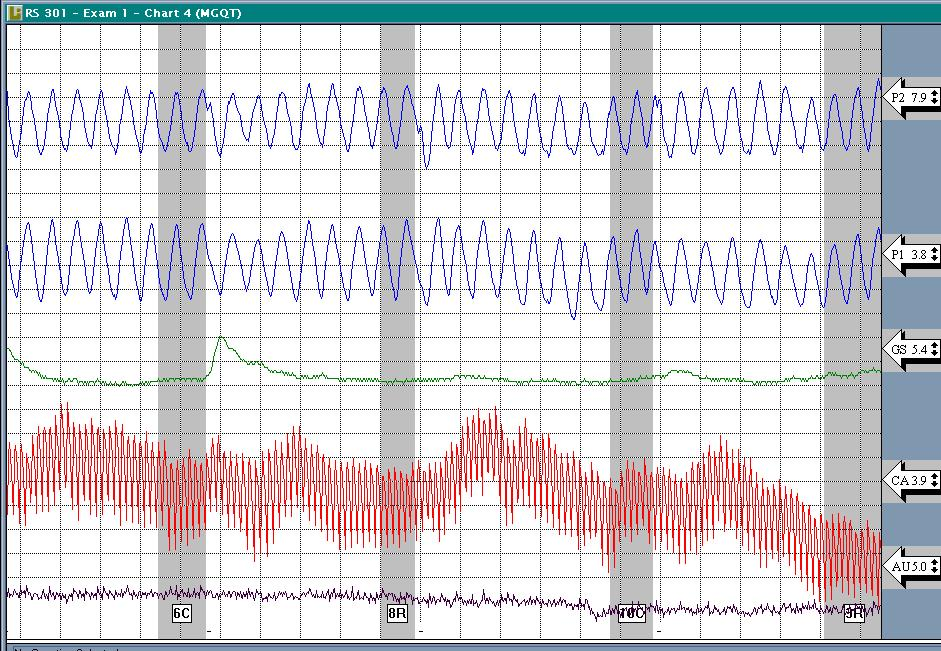 RS 301 - Exam 1 - Chart 4 (MGQT)
P2 7.9
P1 3.8
GS 5.4
CA 3.9
AU 5.0
6C
8R
10C
9R